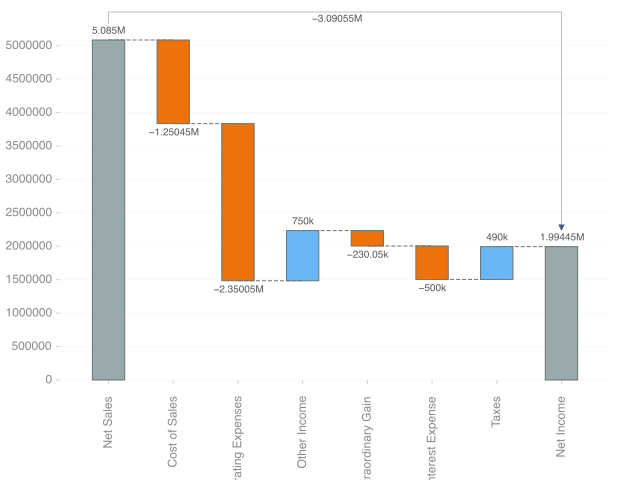 −3.09055M
5.085M
5000000
4500000
4000000
−1.25045M
3500000
3000000
2500000
750k
490k
1.99445M
2000000
−230.05k
1500000
−500k
−2.35005M
1000000
500000
0
Net Sales
Cost of Sales
rating Expenses
Other Income
raordinary Gain
nterest Expense
Taxes
Net Income